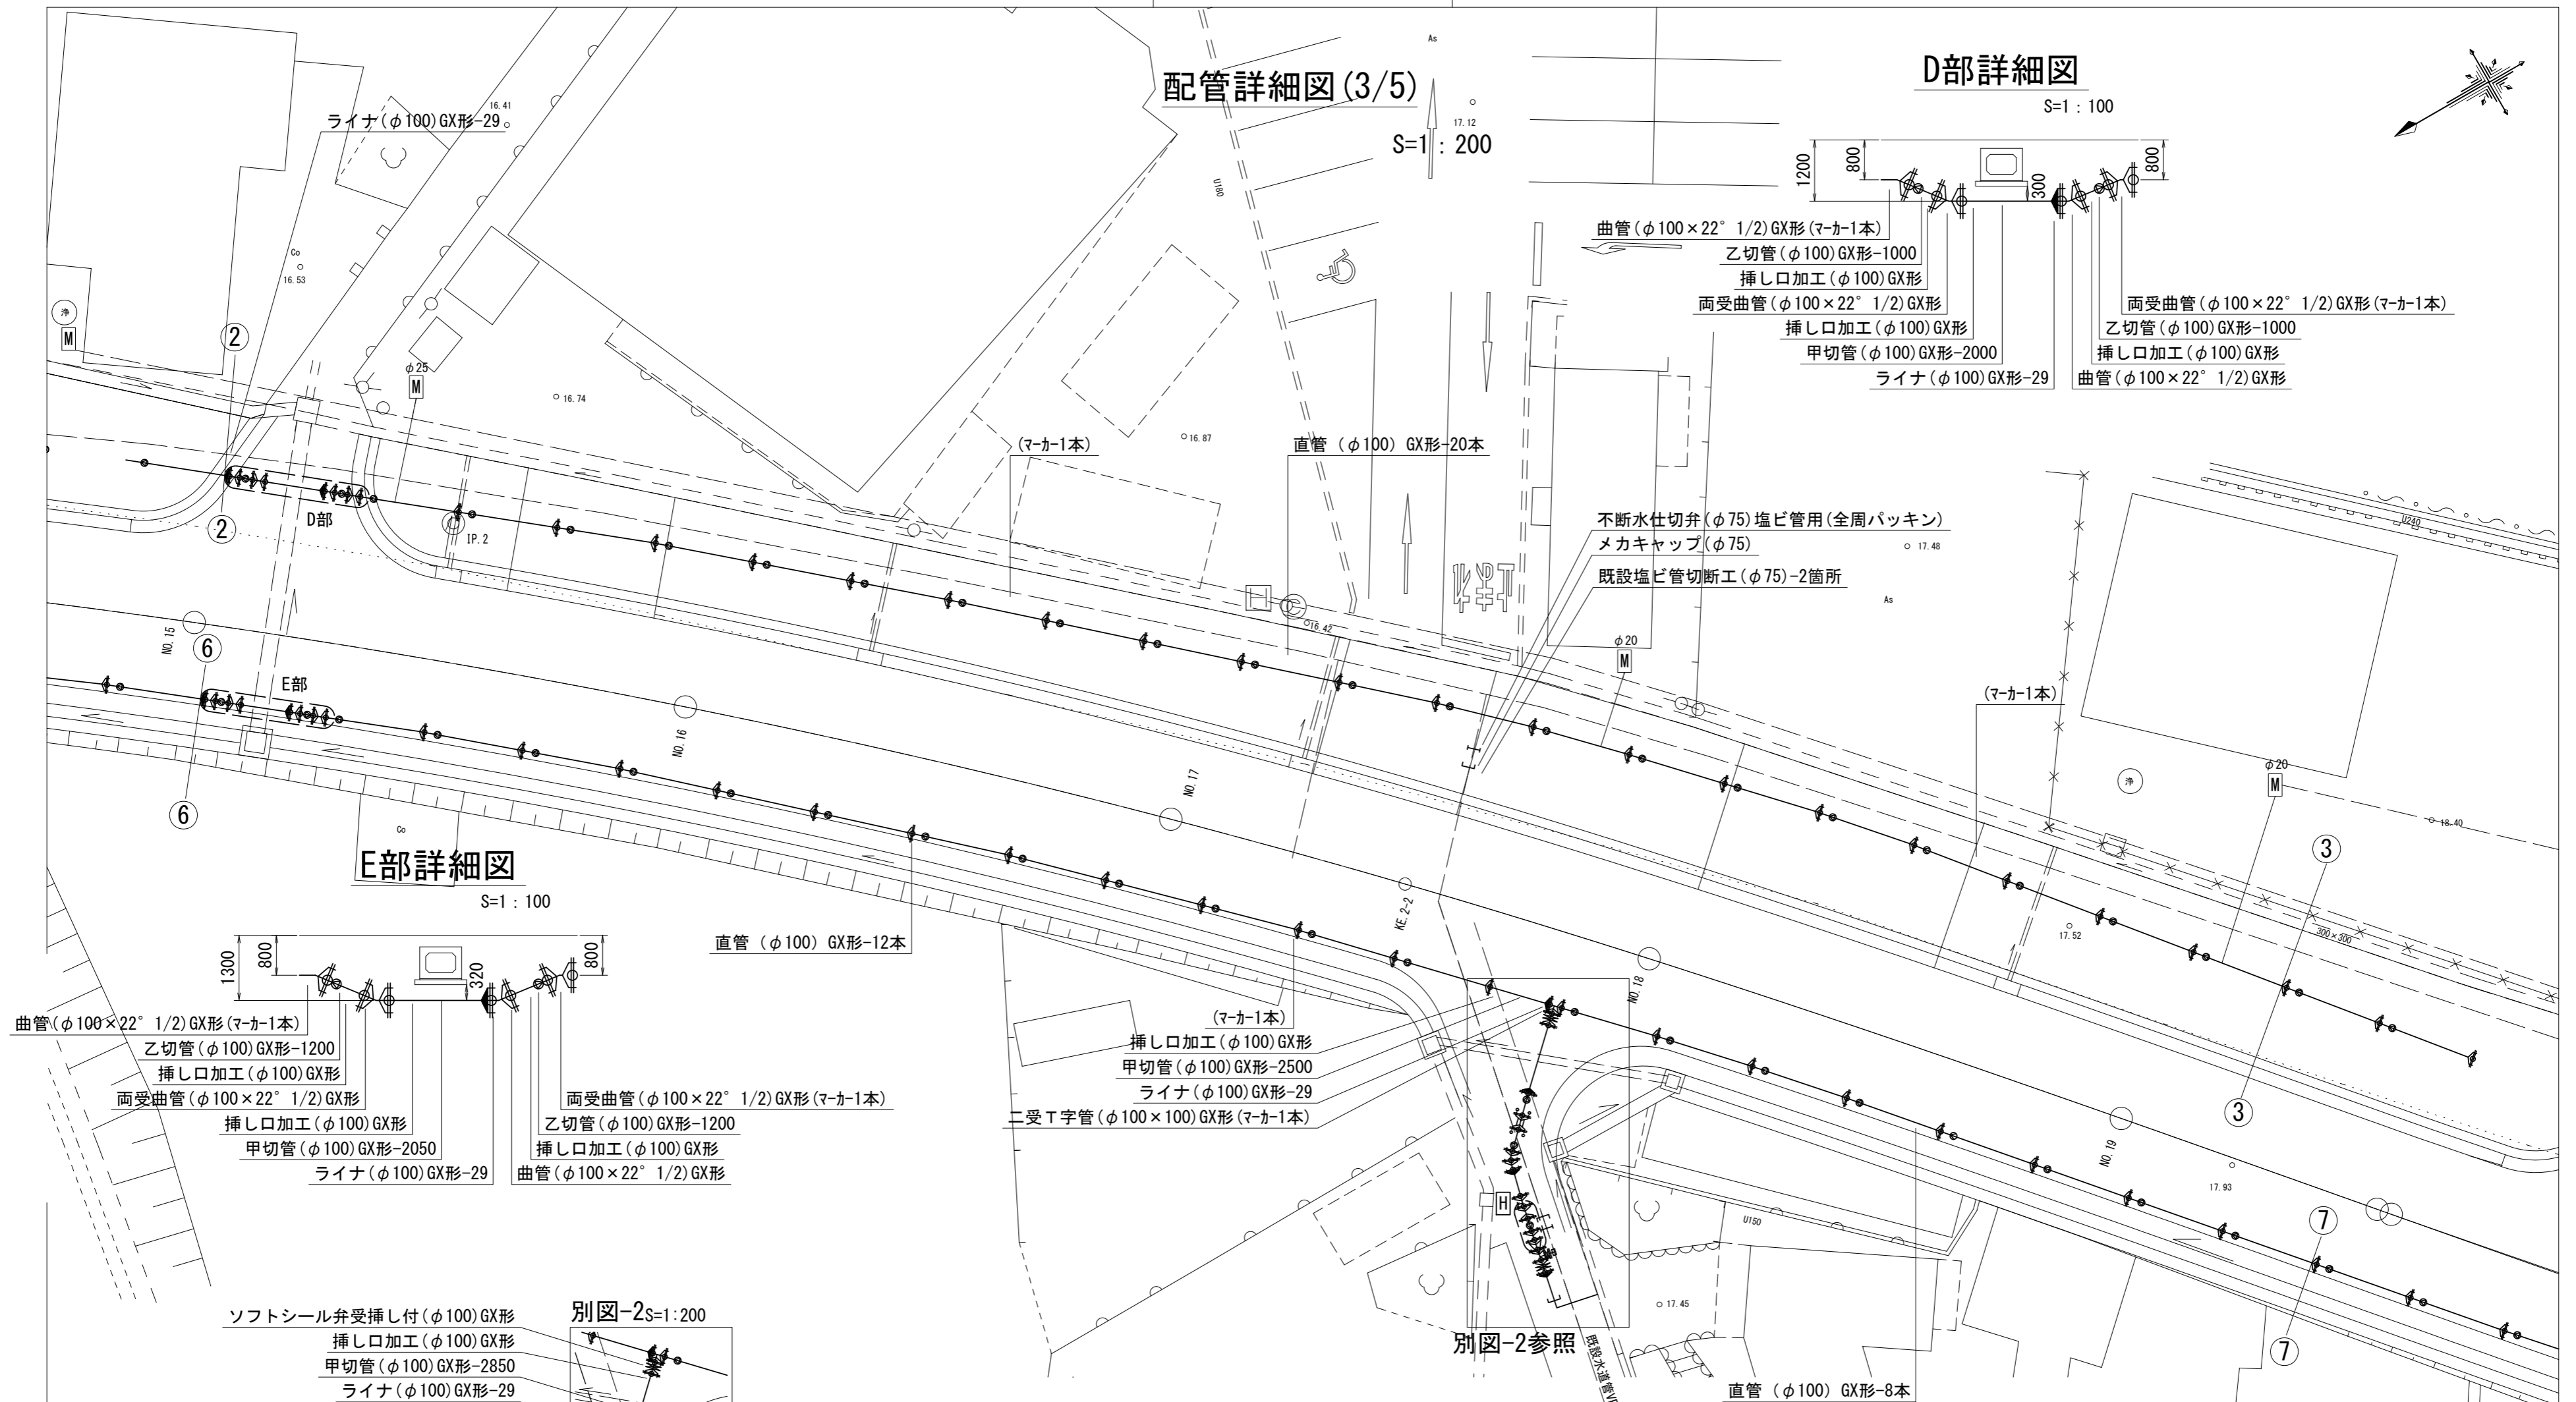 配管詳細図(3/5)
S=1 : 200
D部詳細図
S=1 : 100
1200
800
300
800
曲管(φ100×22° 1/2)GX形(マーカー1本)
乙切管(φ100)GX形-1000
挿し口加工(φ100)GX形
両受曲管(φ100×22° 1/2)GX形
挿し口加工(φ100)GX形
甲切管(φ100)GX形-2000
ライナ(φ100)GX形-29
両受曲管(φ100×22° 1/2)GX形(マーカー1本)
乙切管(φ100)GX形-1000
挿し口加工(φ100)GX形
曲管(φ100×22° 1/2)GX形
ライナ(φ100)GX形-29
16.41
As
17.12
U180
Co
16.53
浄
M
②
φ25
M
16.74
16.87
(マーカー1本)
直管 (φ100) GX形-20本
②
D部
IP.2
H
C
16.42
止まれ
不断水仕切弁(φ75)塩ビ管用(全周パッキン)
メカキャップ(φ75)
既設塩ビ管切断工(φ75)-2箇所
17.48
As
U240
φ20
M
(マーカー1本)
浄
φ20
M
18.40
300×300
17.52
③
③
NO.15
⑥
E部
⑥
NO.16
NO.17
KE.2-2
NO.18
NO.19
17.93
Co
E部詳細図
S=1 : 100
1300
800
320
800
曲管(φ100×22° 1/2)GX形(マーカー1本)
乙切管(φ100)GX形-1200
挿し口加工(φ100)GX形
両受曲管(φ100×22° 1/2)GX形
挿し口加工(φ100)GX形
甲切管(φ100)GX形-2050
ライナ(φ100)GX形-29
両受曲管(φ100×22° 1/2)GX形(マーカー1本)
乙切管(φ100)GX形-1200
挿し口加工(φ100)GX形
曲管(φ100×22° 1/2)GX形
直管 (φ100) GX形-12本
(マーカー1本)
挿し口加工(φ100)GX形
甲切管(φ100)GX形-2500
ライナ(φ100)GX形-29
二受T字管(φ100×100)GX形(マーカー1本)
H
U150
17.45
⑦
⑦
別図-2参照
既設水道管
直管 (φ100) GX形-8本
別図-2 S=1:200
ソフトシール弁受挿し付(φ100)GX形
挿し口加工(φ100)GX形
甲切管(φ100)GX形-2850
ライナ(φ100)GX形-29